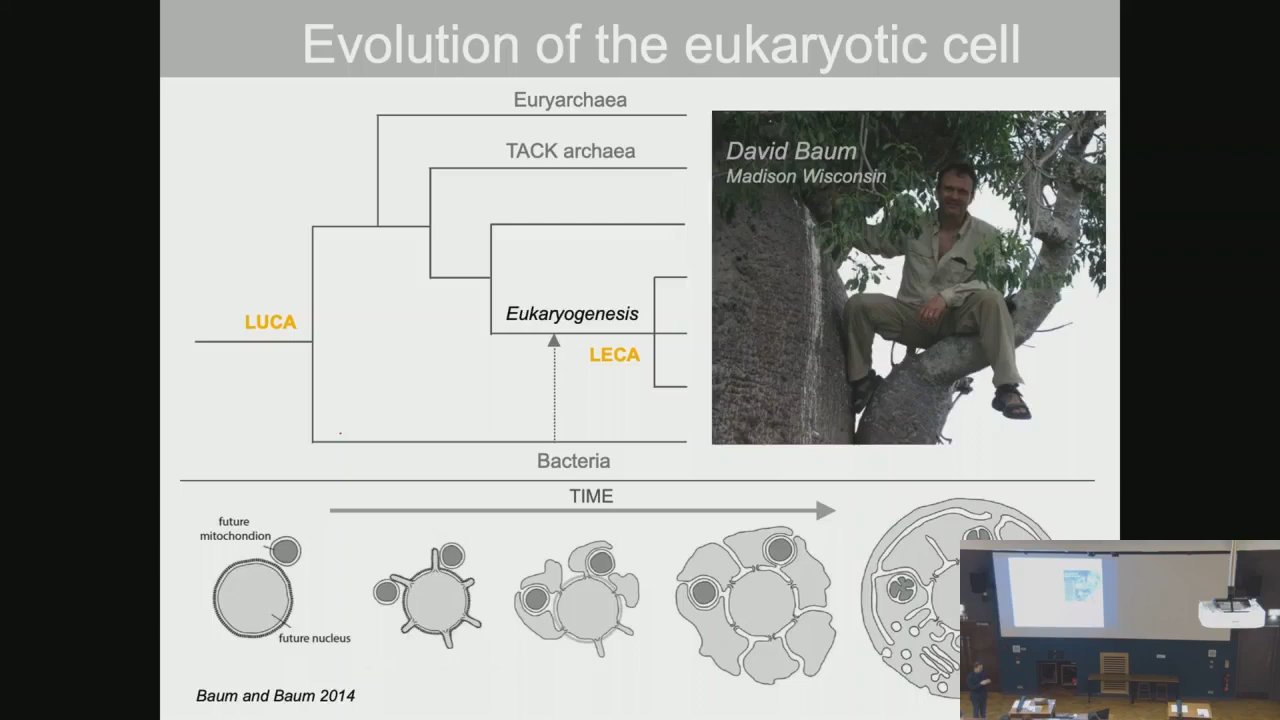 Evolution of the eukaryotic cell
Euryarchaea
TACK archaea
David Baum
Madison Wisconsin
Eukaryogenesis
LUCA
LECA
Bacteria
TIME
future
mitochondion
future nucleus
Baum and Baum 2014